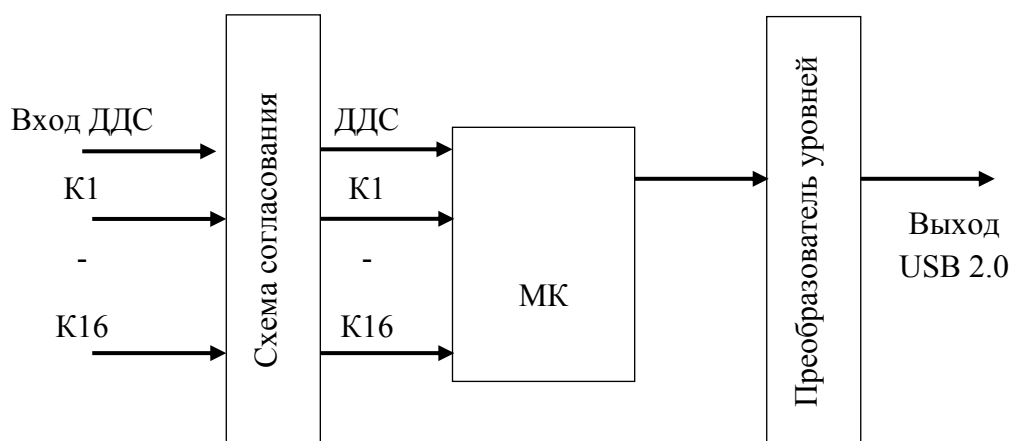 Вход ДДС
К1
-
К16
Схема согласования
ДДС
К1
-
К16
МК
Преобразователь уровней
Выход
USB 2.0